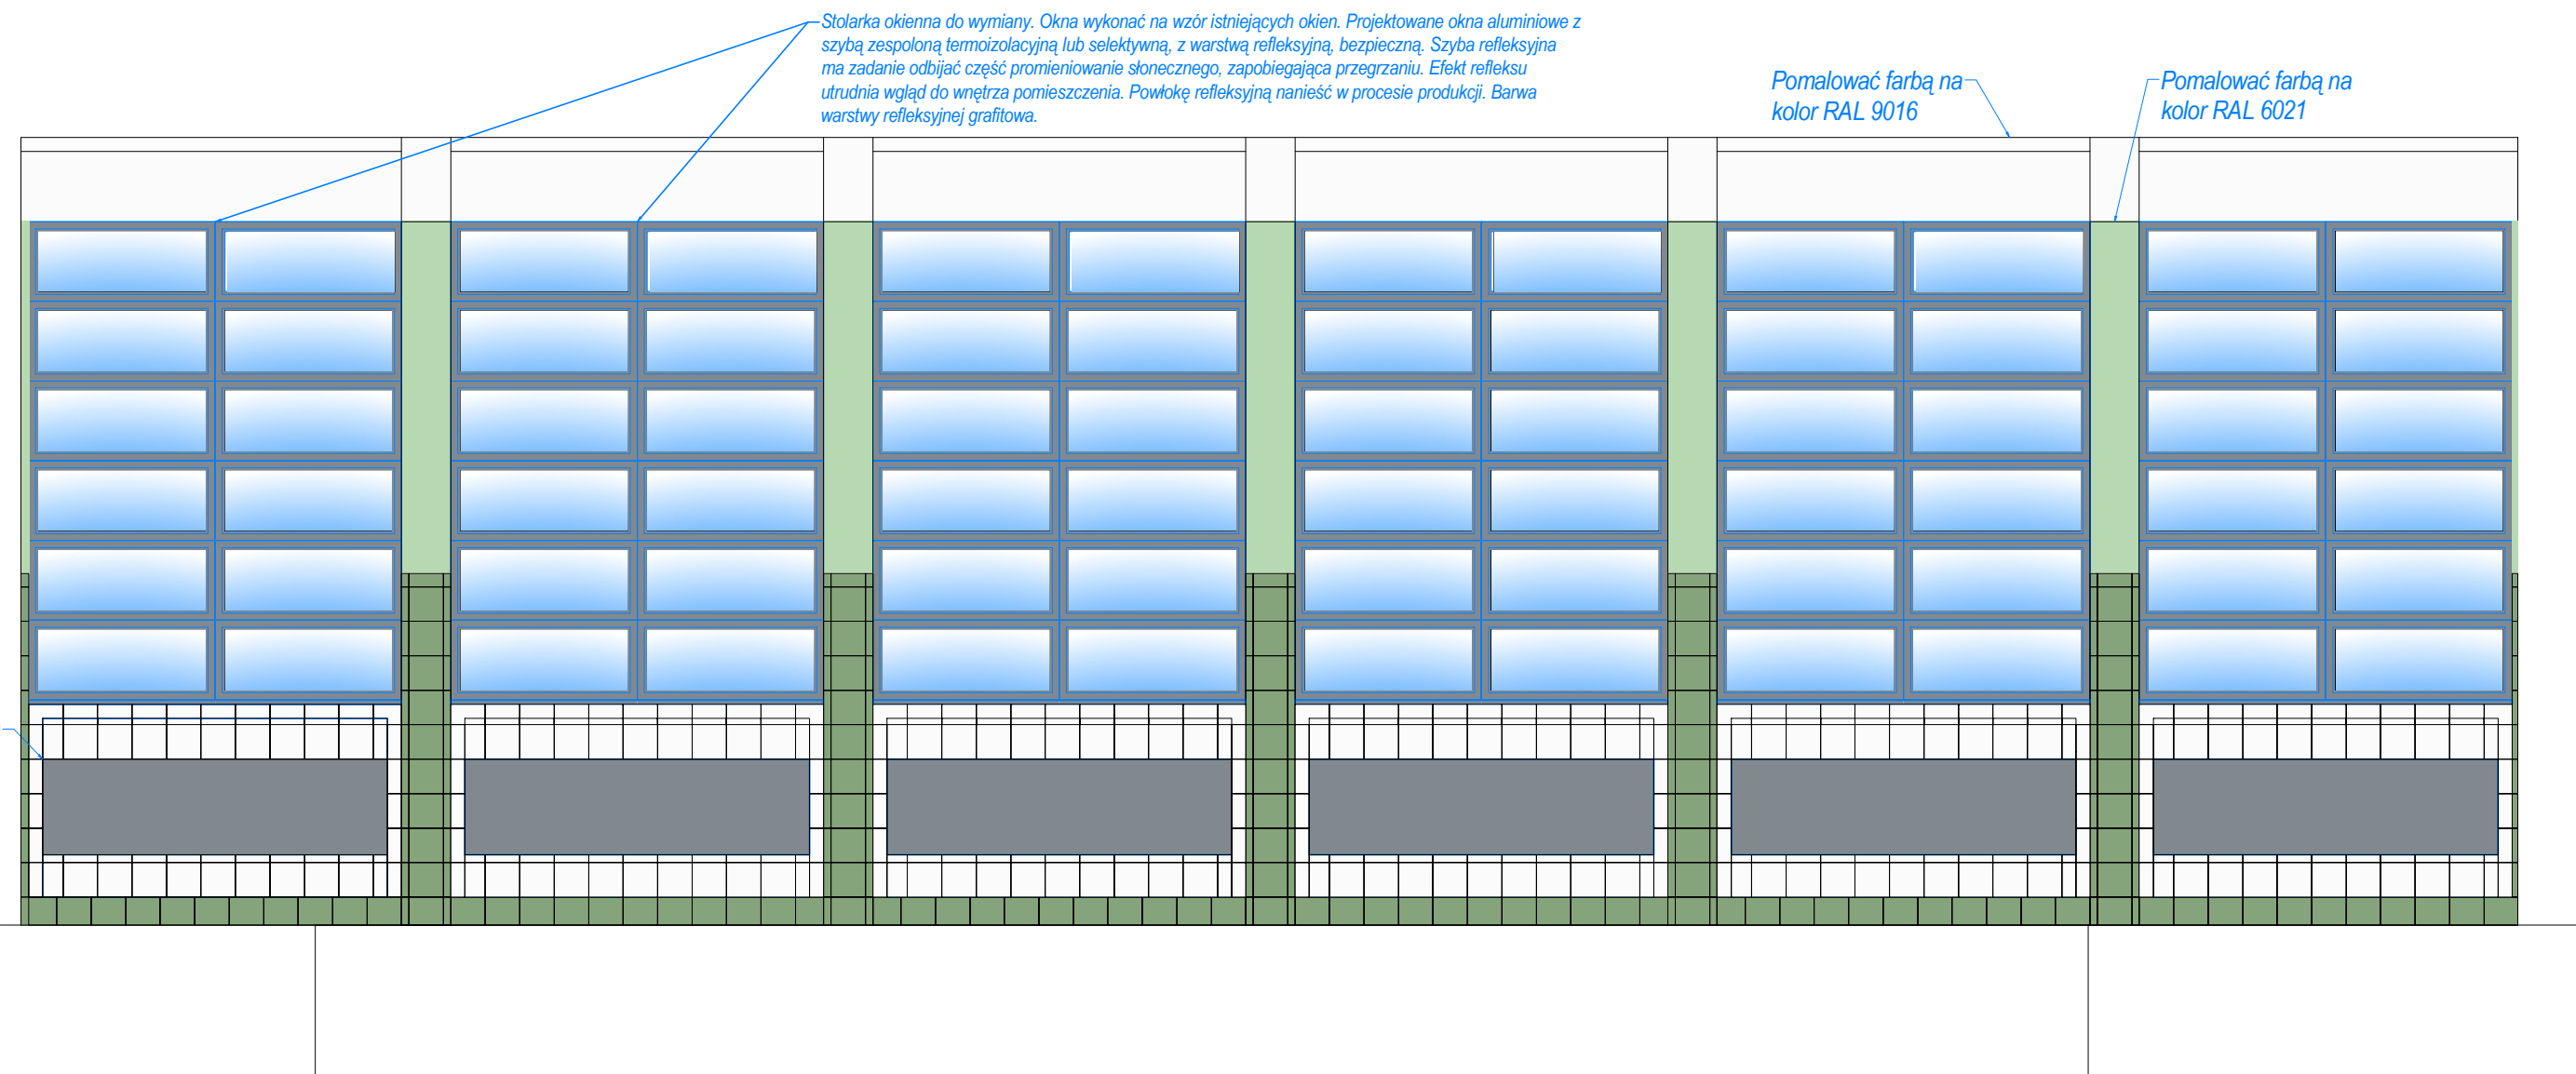 Stolarka okienna do wymiany. Okna wykonać na wzór istniejących okien. Projektowane okna aluminiowe z
szybą zespoloną termoizolacyjną lub selektywną, z warstwą refleksyjną, bezpieczną. Szyba refleksyjna
ma zadanie odbijać część promieniowanie słonecznego, zapobiegająca przegrzaniu. Efekt refleksu
utrudnia wgląd do wnętrza pomieszczenia. Powłokę refleksyjną nanieść w procesie produkcji. Barwa
warstwy refleksyjnej grafitowa.
Pomalować farbą na
kolor RAL 9016
Pomalować farbą na
kolor RAL 6021